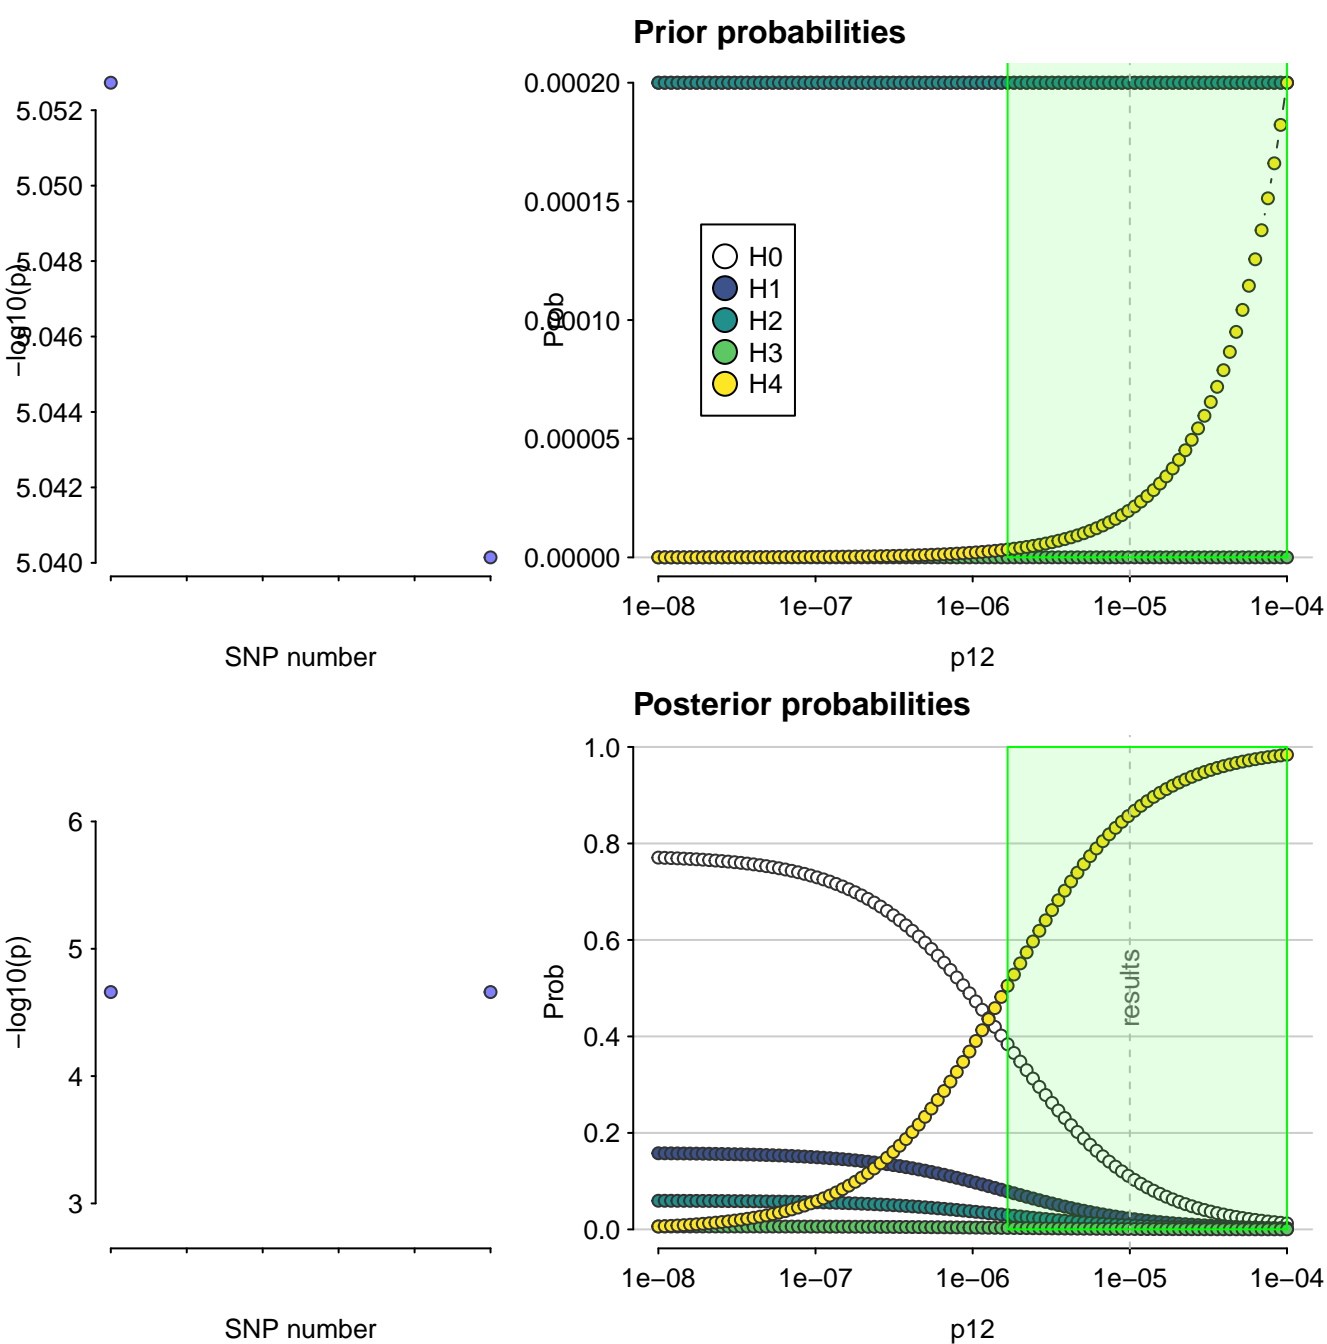 5.052
5.050
5.048
5.046
5.044
5.042
5.040
−log10(p)
SNP number
Prior probabilities
0.00020
0.00015
0.00010
0.00005
0.00000
Prob
H0
H1
H2
H3
H4
1e−08
1e−07
1e−06
1e−05
1e−04
p12
6
5
4
3
−log10(p)
SNP number
Posterior probabilities
1.0
0.8
0.6
0.4
0.2
0.0
Prob
results
1e−08
1e−07
1e−06
1e−05
1e−04
p12